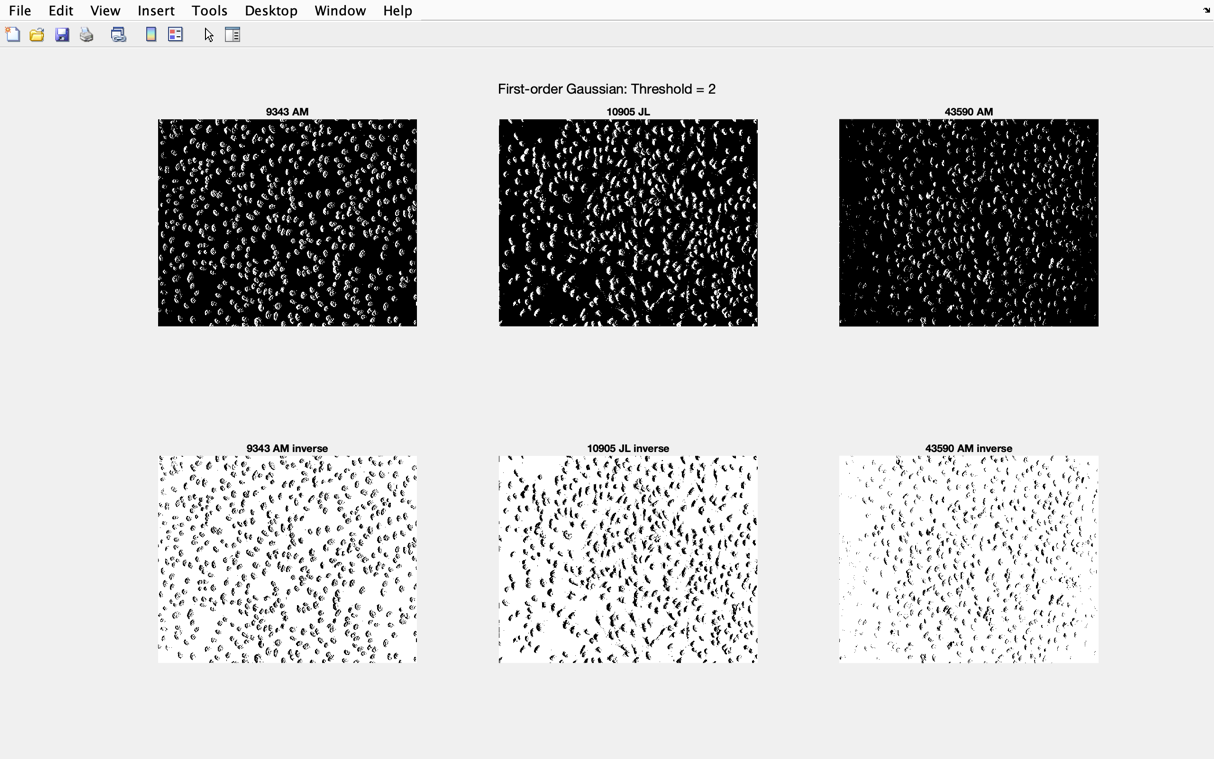 File Edit View Insert Tools Desktop Window Help
First-order Gaussian: Threshold = 2
9343 AM
10905 JL
43590 AM
9343 AM inverse
10905 JL inverse
43590 AM inverse